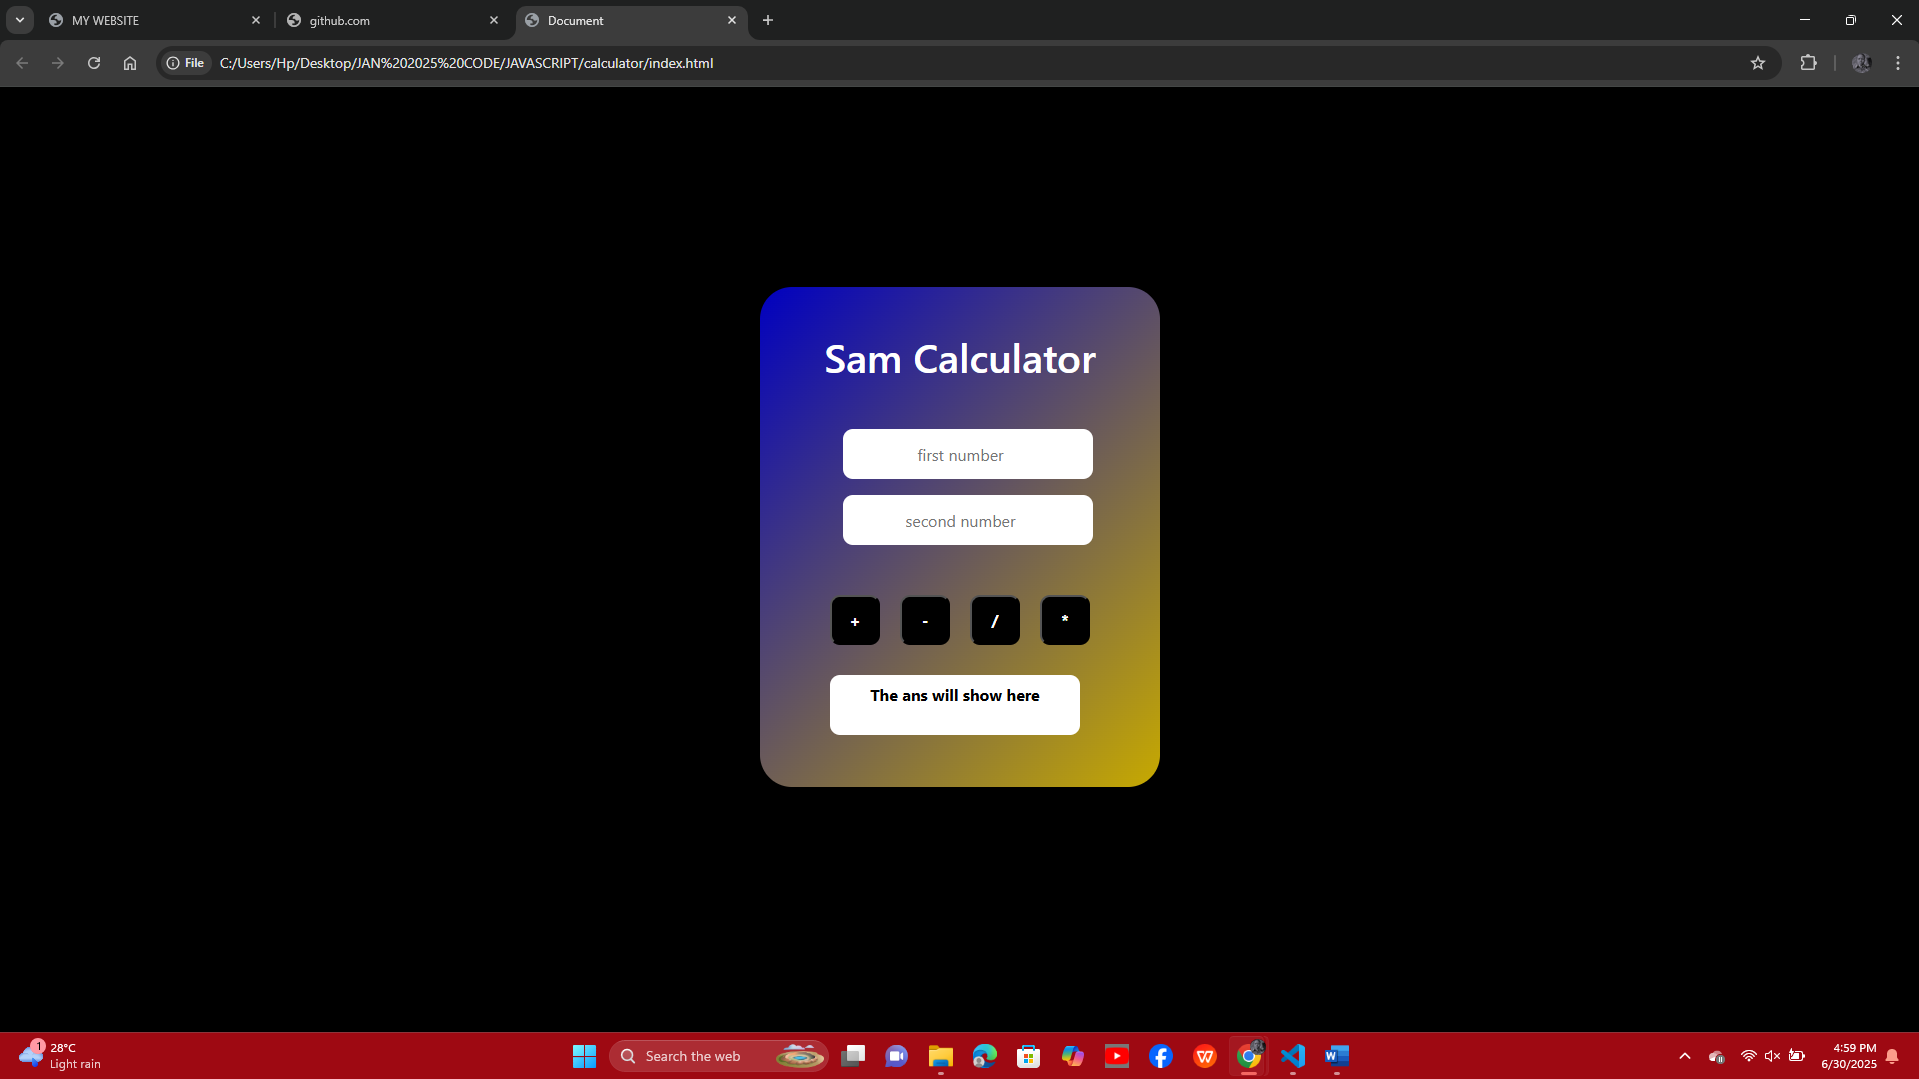 MY WEBSITE
github.com
Document
File
C:/Users/Hp/Desktop/JAN%202025%20CODE/JAVASCRIPT/calculator/index.html
Sam Calculator
first number
second number
+ - / *
The ans will show here
1
28°C
Light rain
Search the web
4:59 PM
6/30/2025